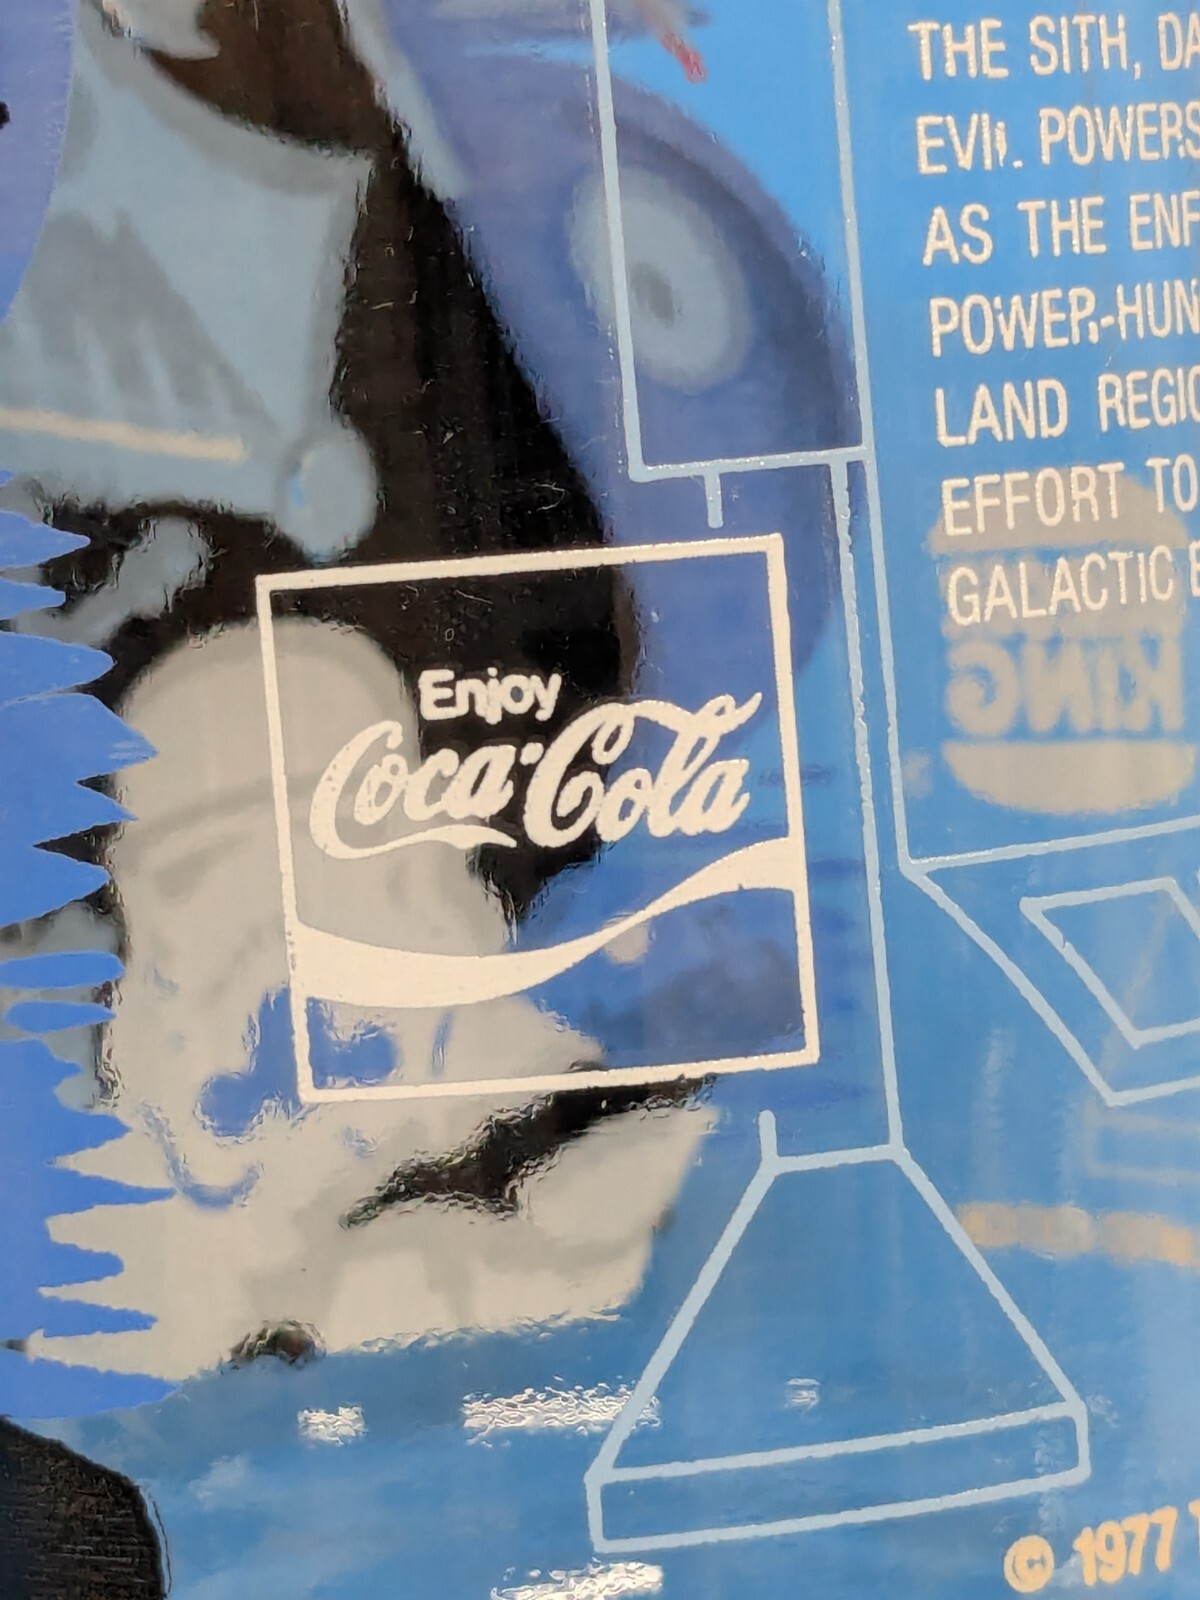 THE SITH, DA
EVIL POWERS
AS THE ENF
POWER-HUN
LAND REGIO
EFFORT TO
GALACTIC E
KING
Enjoy
Coca-Cola
© 1977 T